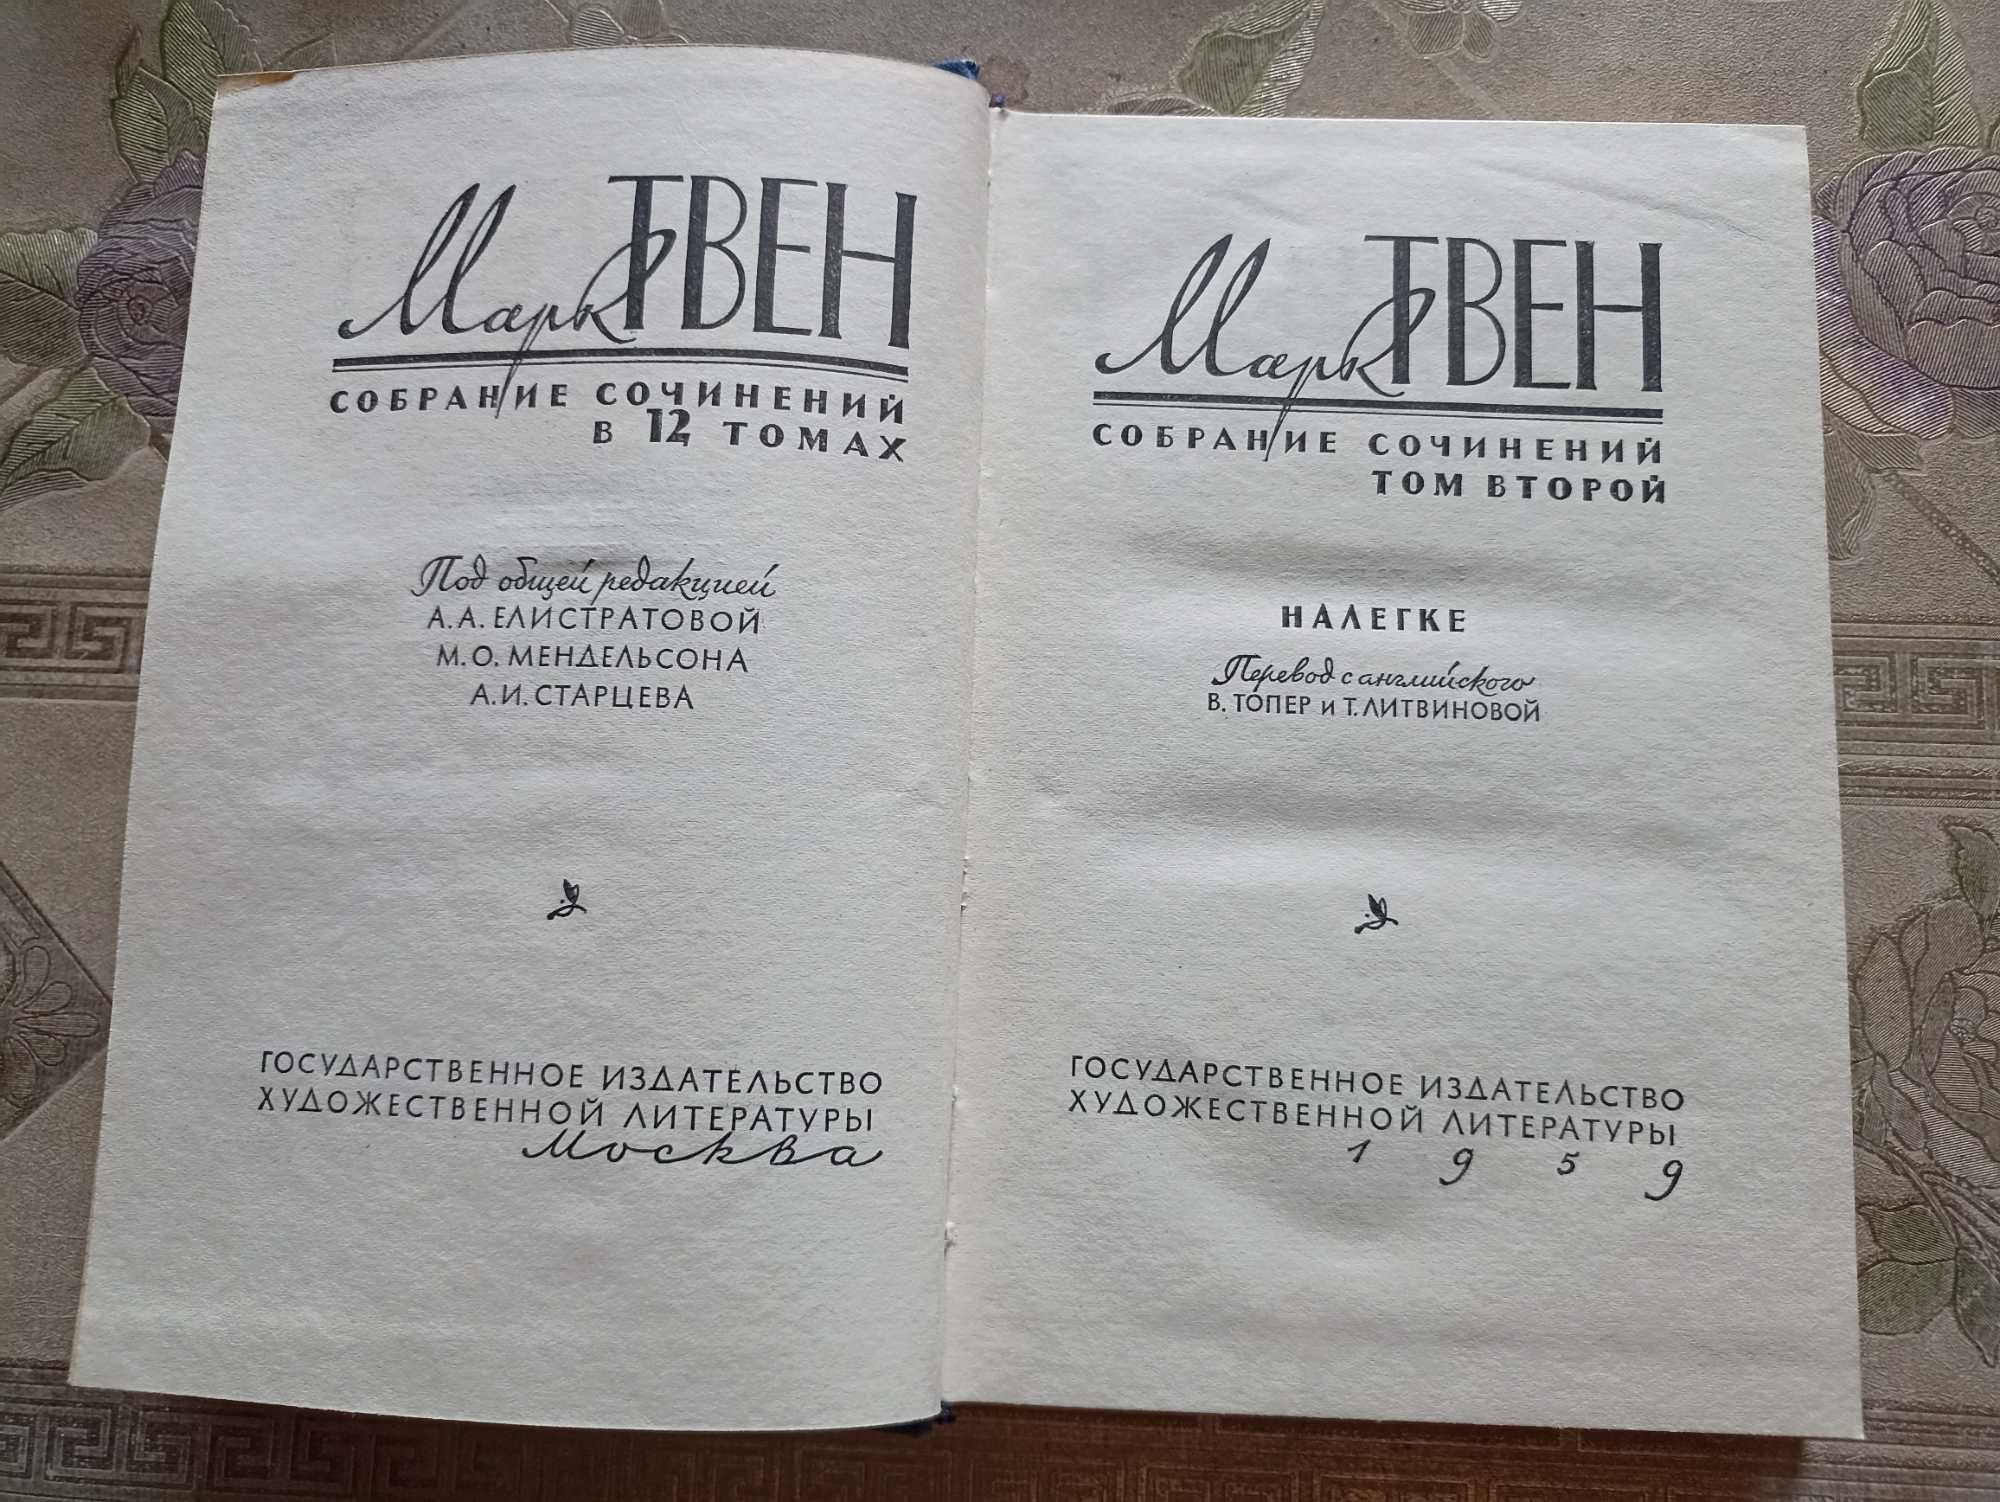 Марк ТВЕН
СОБРАНИЕ СОЧИНЕНИЙ
В 12 ТОМАХ
Под общей редакцией
А. А. ЕЛИСТРАТОВОЙ
М. О. МЕНДЕЛЬСОНА
А. И. СТАРЦЕВА
ГОСУДАРСТВЕННОЕ ИЗДАТЕЛЬСТВО
ХУДОЖЕСТВЕННОЙ ЛИТЕРАТУРЫ
Москва
Марк ТВЕН
СОБРАНИЕ СОЧИНЕНИЙ
ТОМ ВТОРОЙ
НАЛЕГКЕ
Перевод с английского
В. ТОПЕР и Т. ЛИТВИНОВОЙ
ГОСУДАРСТВЕННОЕ ИЗДАТЕЛЬСТВО
ХУДОЖЕСТВЕННОЙ ЛИТЕРАТУРЫ
1959